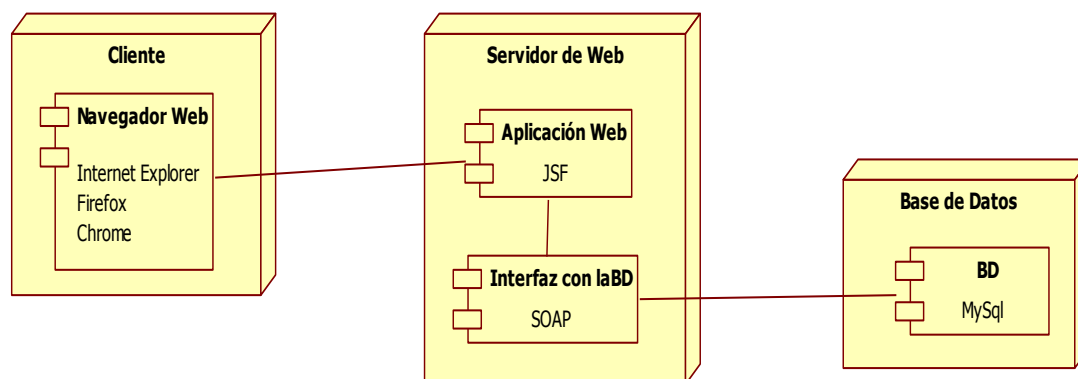 Cliente
Navegador Web
Internet Explorer
Firefox
Chrome
Servidor de Web
Aplicación Web
JSF
Interfaz con laBD
SOAP
Base de Datos
BD
MySql